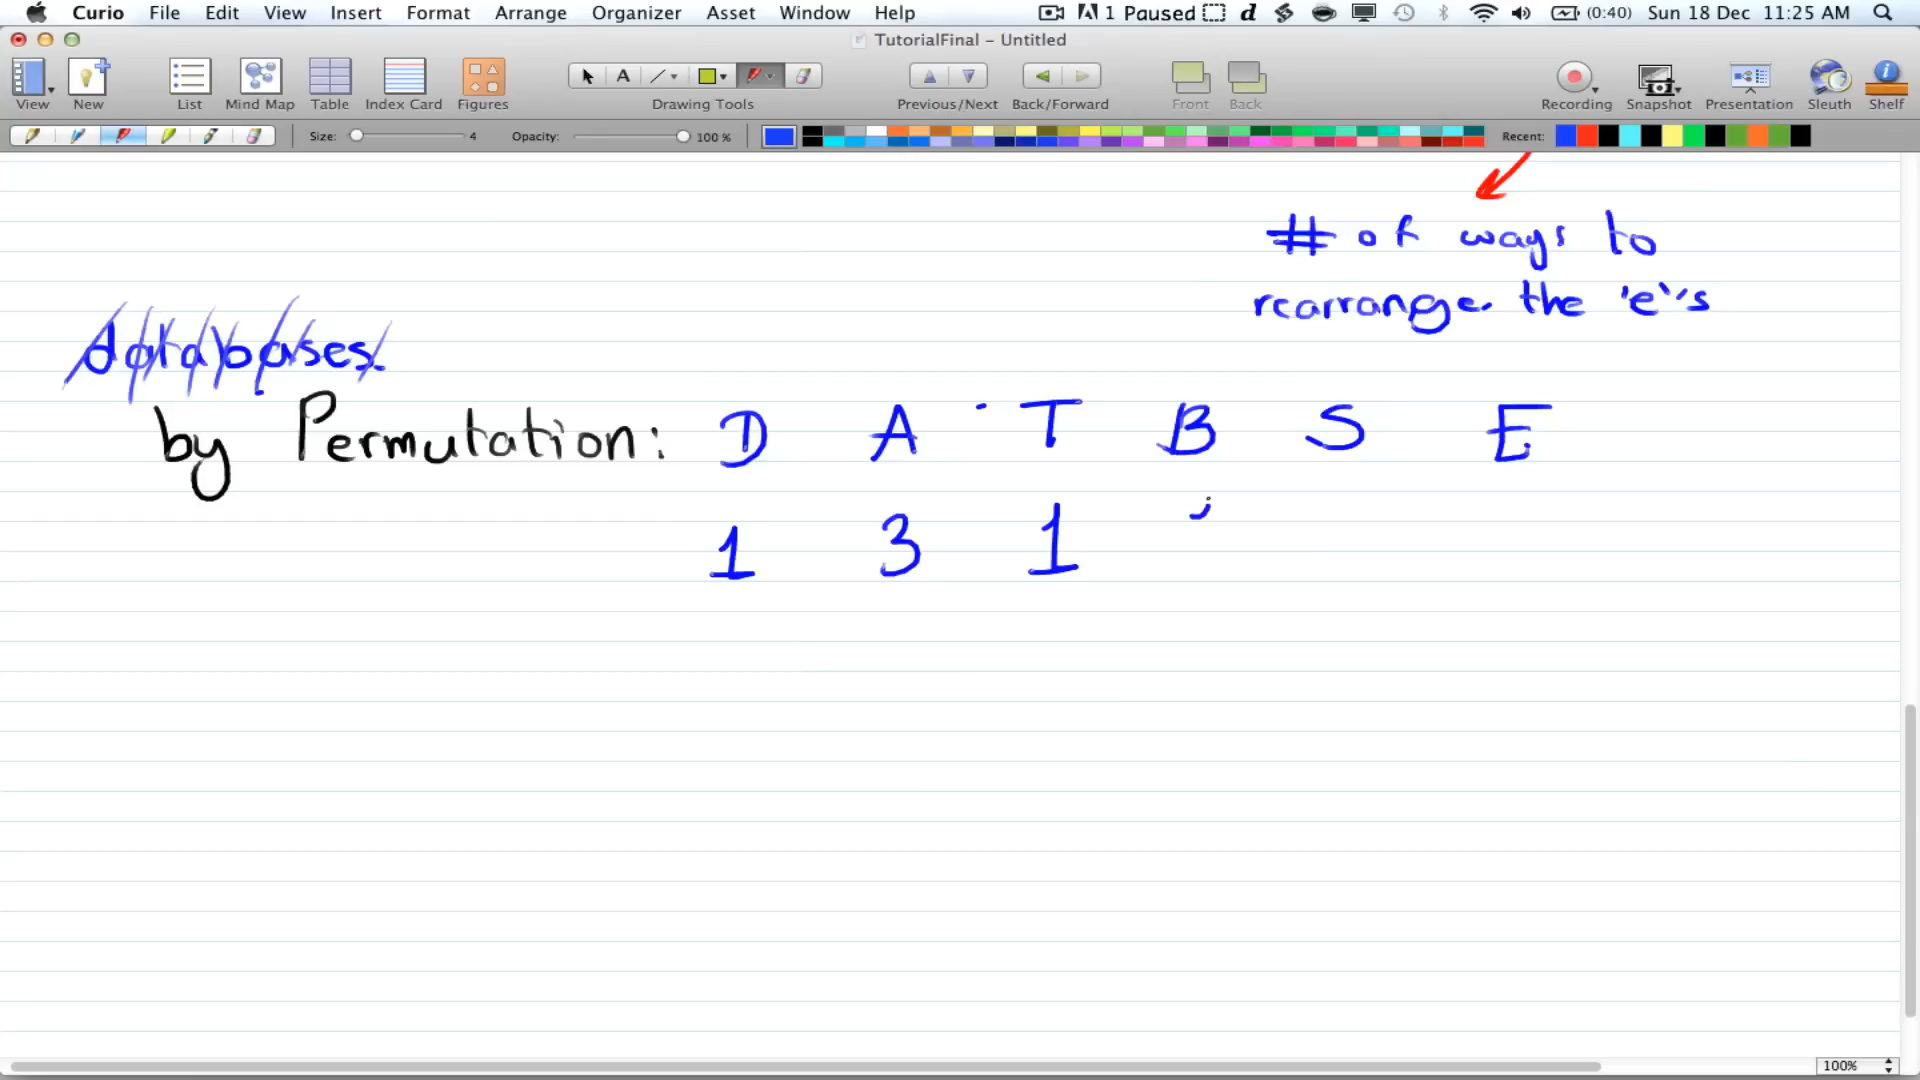 Curio File Edit View Insert Format Arrange Organizer Asset Window Help 1 Paused (0:40) Sun 18 Dec 11:25 AM
TutorialFinal – Untitled
View New List Mind Map Table Index Card Figures Drawing Tools Previous/Next Back/Forward Front Back Recording Snapshot Presentation Sleuth Shelf
Size: 4 Opacity: 100 % Recent:
# of ways to
rearrange the 'e''s
databases
by Permutation: D A T B S E
1 3 1
100%